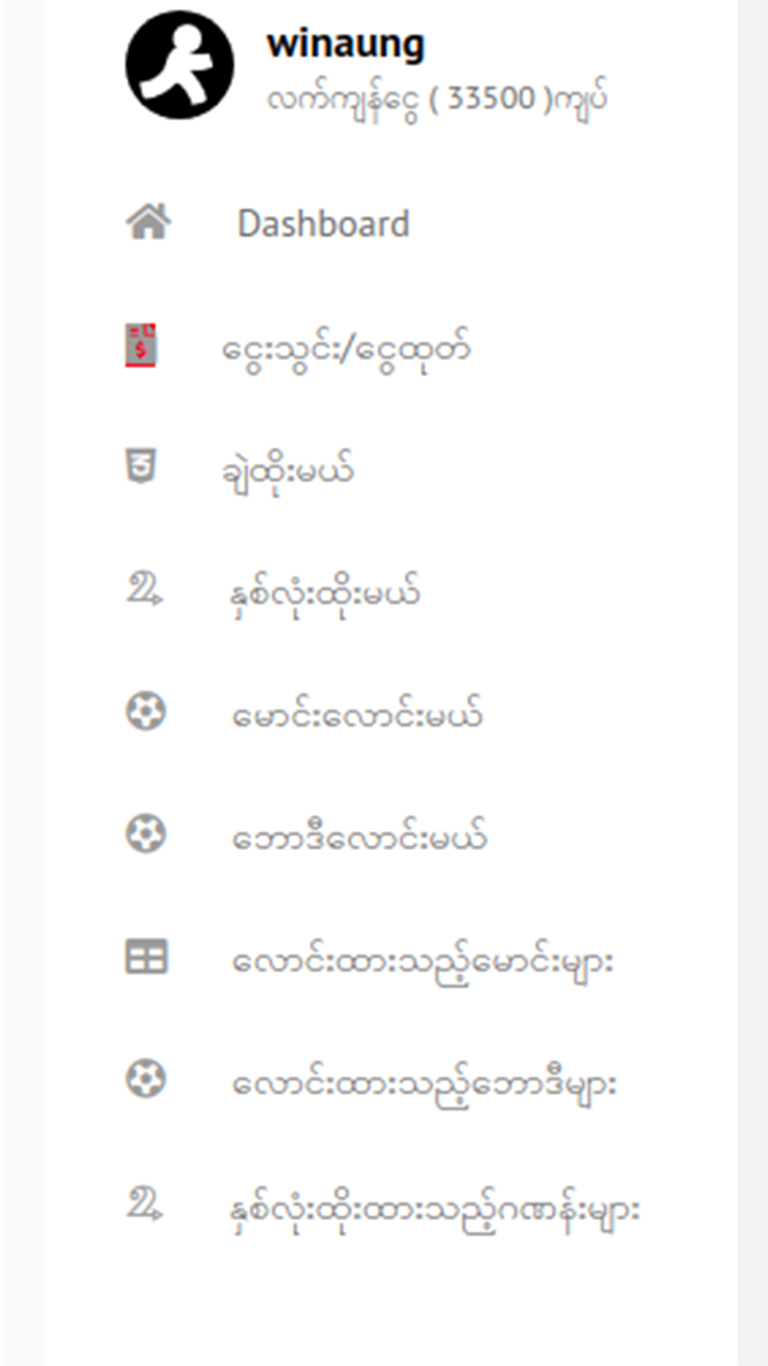 winaung
လက်ကျန်ငွေ ( 33500 )ကျပ်
Dashboard
ငွေးသွင်း/ငွေထုတ်
ချဲထိုးမယ်
နှစ်လုံးထိုးမယ်
မောင်းလောင်းမယ်
ဘောဒီလောင်းမယ်
လောင်းထားသည့်မောင်းများ
လောင်းထားသည့်ဘောဒီများ
နှစ်လုံးထိုးထားသည့်ဂဏန်းများ